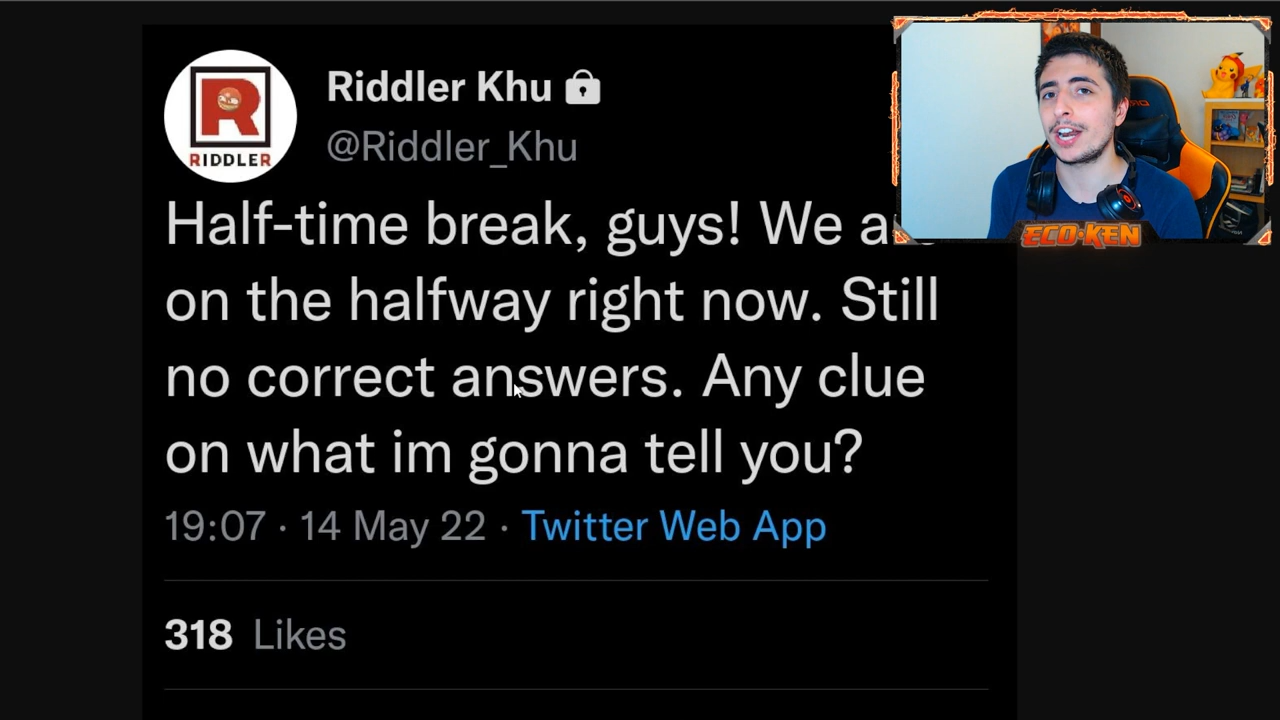 R
RIDDLER
Riddler Khu
@Riddler_Khu
Half-time break, guys! We
on the halfway right now. Still
no correct answers. Any clue
on what im gonna tell you?
19:07 · 14 May 22 · Twitter Web App
318 Likes
ECO·KEN